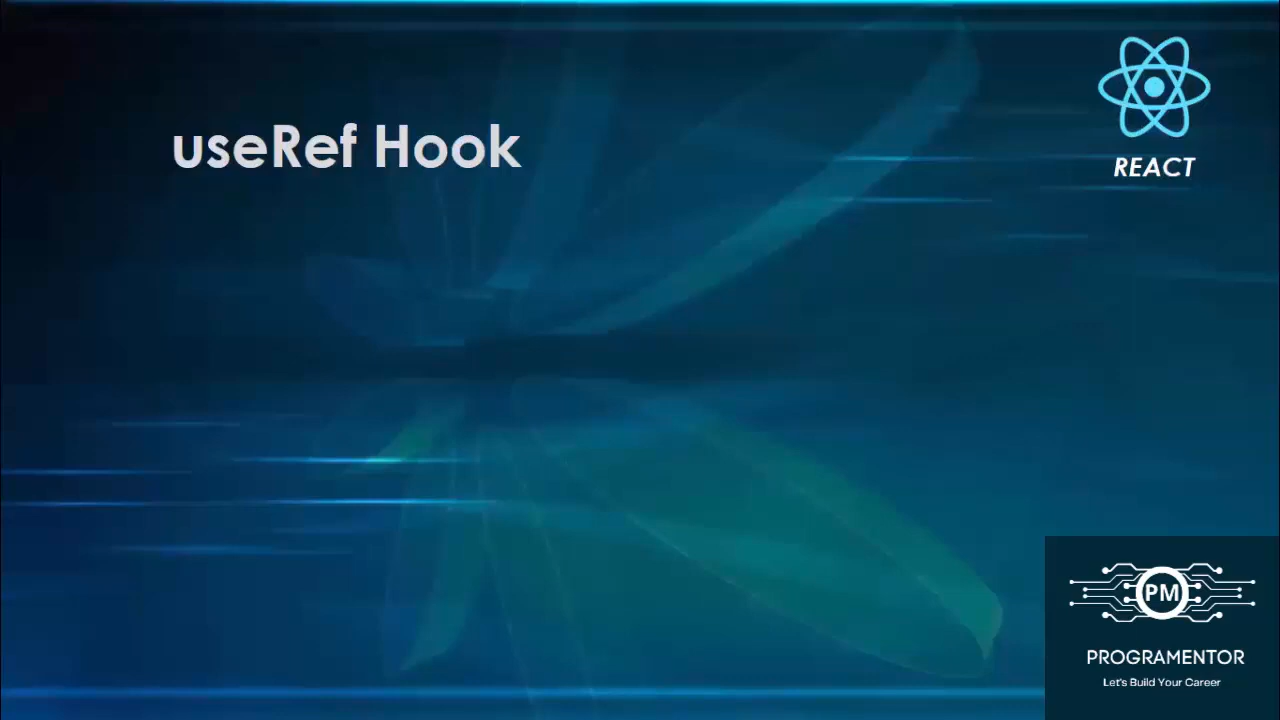 useRef Hook
REACT
PM
PROGRAMENTOR
Let's Build Your Career